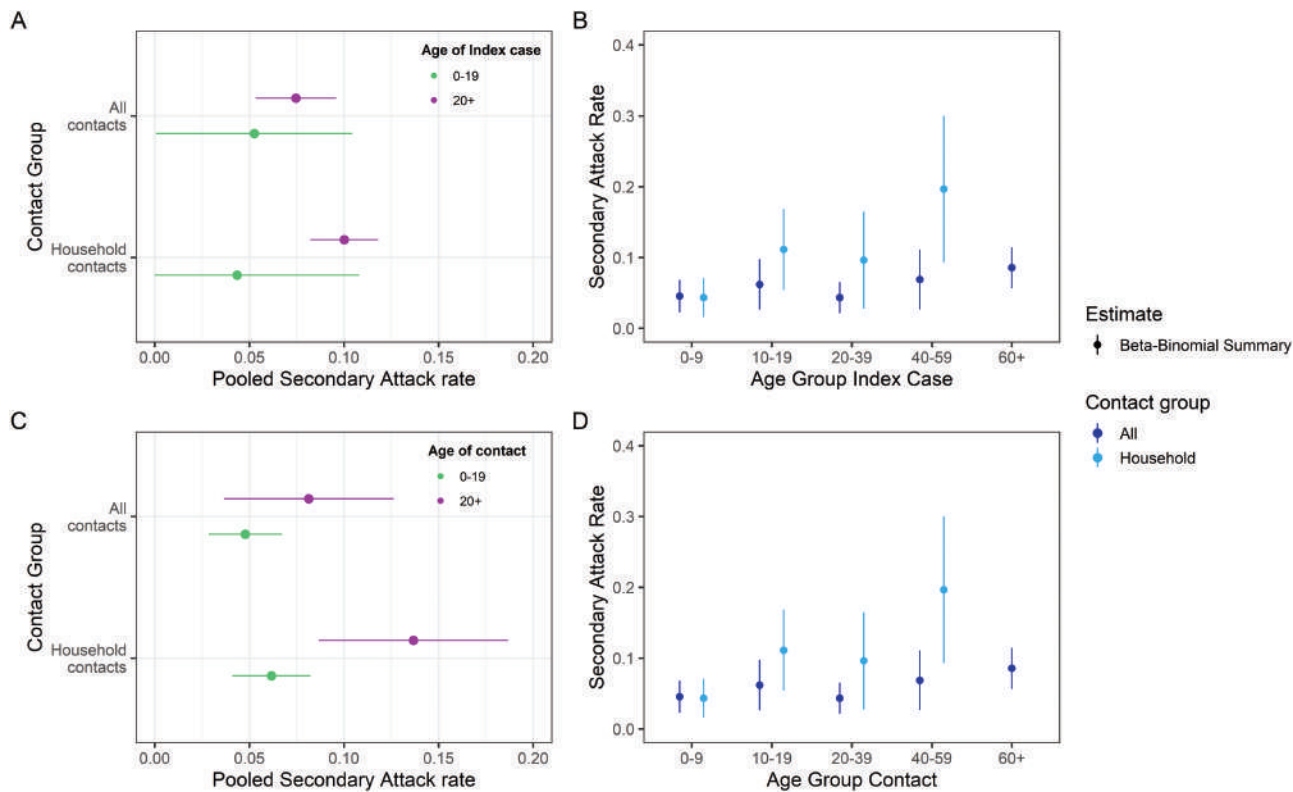 A
Age of Index case
0-19
20+
All
contacts
Household
contacts
Contact Group
0.00 0.05 0.10 0.15 0.20
Pooled Secondary Attack rate
B
0.4
0.3
0.2
0.1
0.0
Secondary Attack Rate
0-9 10-19 20-39 40-59 60+
Age Group Index Case
C
Age of contact
0-19
20+
All
contacts
Household
contacts
Contact Group
0.00 0.05 0.10 0.15 0.20
Pooled Secondary Attack rate
D
0.4
0.3
0.2
0.1
0.0
Secondary Attack Rate
0-9 10-19 20-39 40-59 60+
Age Group Contact
Estimate
Beta-Binomial Summary
Contact group
All
Household